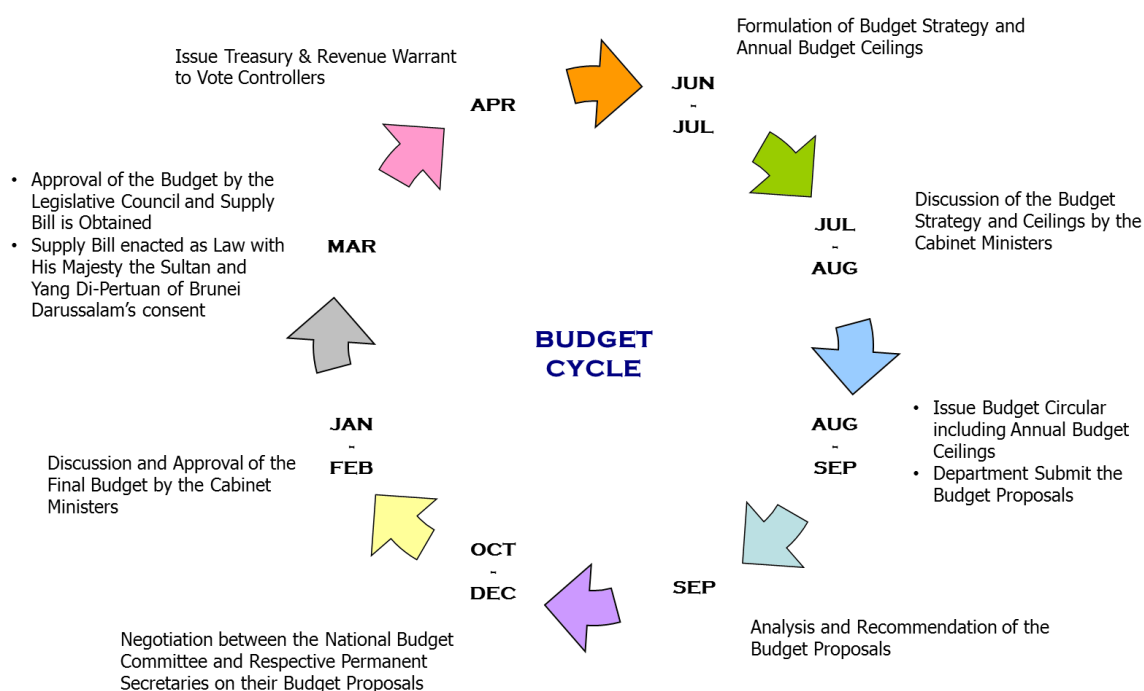 Formulation of Budget Strategy and
Annual Budget Ceilings
Issue Treasury & Revenue Warrant
to Vote Controllers
APR
JUN
-
JUL
• Approval of the Budget by the
Legislative Council and Supply
Bill is Obtained
• Supply Bill enacted as Law with
His Majesty the Sultan and
Yang Di-Pertuan of Brunei
Darussalam's consent
MAR
JUL
-
AUG
Discussion of the Budget
Strategy and Ceilings by the
Cabinet Ministers
BUDGET
CYCLE
JAN
-
FEB
Discussion and Approval of the
Final Budget by the Cabinet
Ministers
AUG
-
SEP
• Issue Budget Circular
including Annual Budget
Ceilings
• Department Submit the
Budget Proposals
OCT
-
DEC
Negotiation between the National Budget
Committee and Respective Permanent
Secretaries on their Budget Proposals
SEP
Analysis and Recommendation of the
Budget Proposals